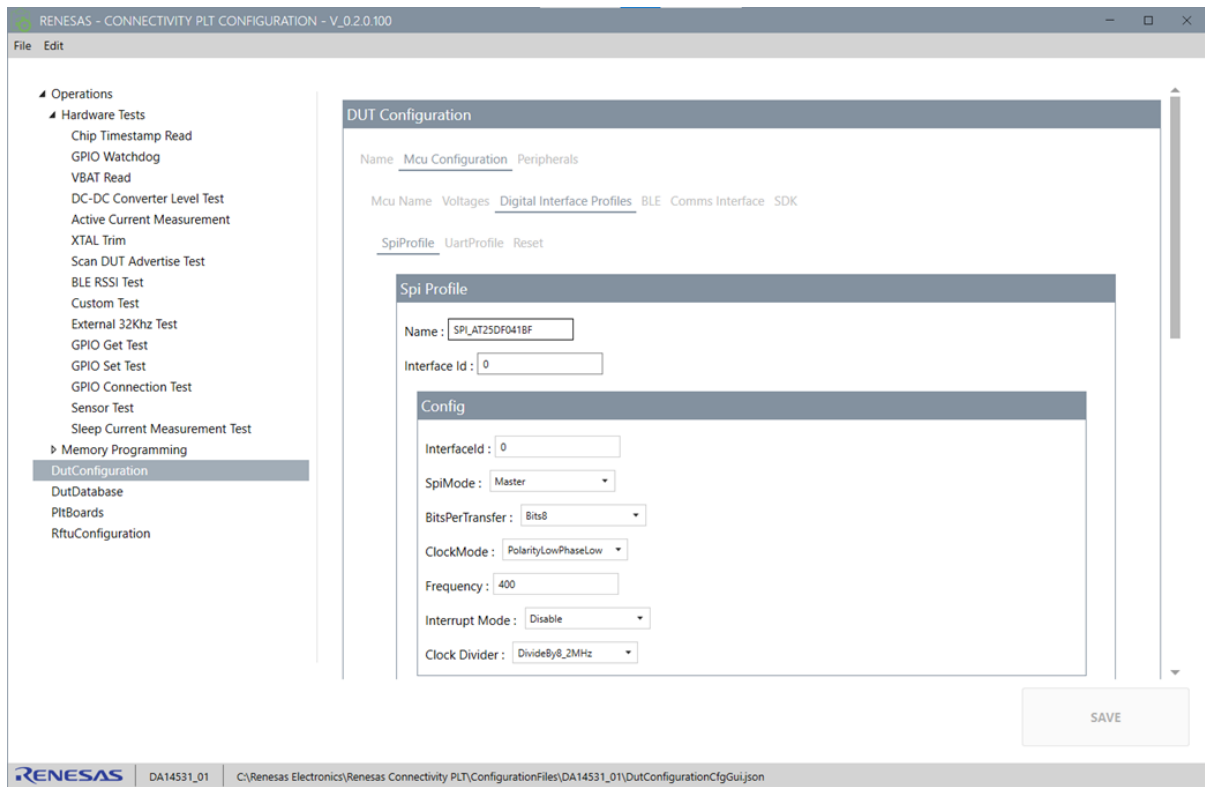 RENESAS - CONNECTIVITY PLT CONFIGURATION - V_0.2.0.100
File Edit
Operations
Hardware Tests
Chip Timestamp Read
GPIO Watchdog
VBAT Read
DC-DC Converter Level Test
Active Current Measurement
XTAL Trim
Scan DUT Advertise Test
BLE RSSI Test
Custom Test
External 32Khz Test
GPIO Get Test
GPIO Set Test
GPIO Connection Test
Sensor Test
Sleep Current Measurement Test
Memory Programming
DutConfiguration
DutDatabase
PltBoards
RftuConfiguration
DUT Configuration
Name Mcu Configuration Peripherals
Mcu Name Voltages Digital Interface Profiles BLE Comms Interface SDK
SpiProfile UartProfile Reset
Spi Profile
Name : SPI_AT25DF041BF
Interface Id : 0
Config
InterfaceId : 0
SpiMode : Master
BitsPerTransfer : Bits8
ClockMode : PolarityLowPhaseLow
Frequency : 400
Interrupt Mode : Disable
Clock Divider : DivideBy8_2MHz
SAVE
RENESAS DA14531_01 C:\Renesas Electronics\Renesas Connectivity PLT\ConfigurationFiles\DA14531_01\DutConfigurationCfgGui.json